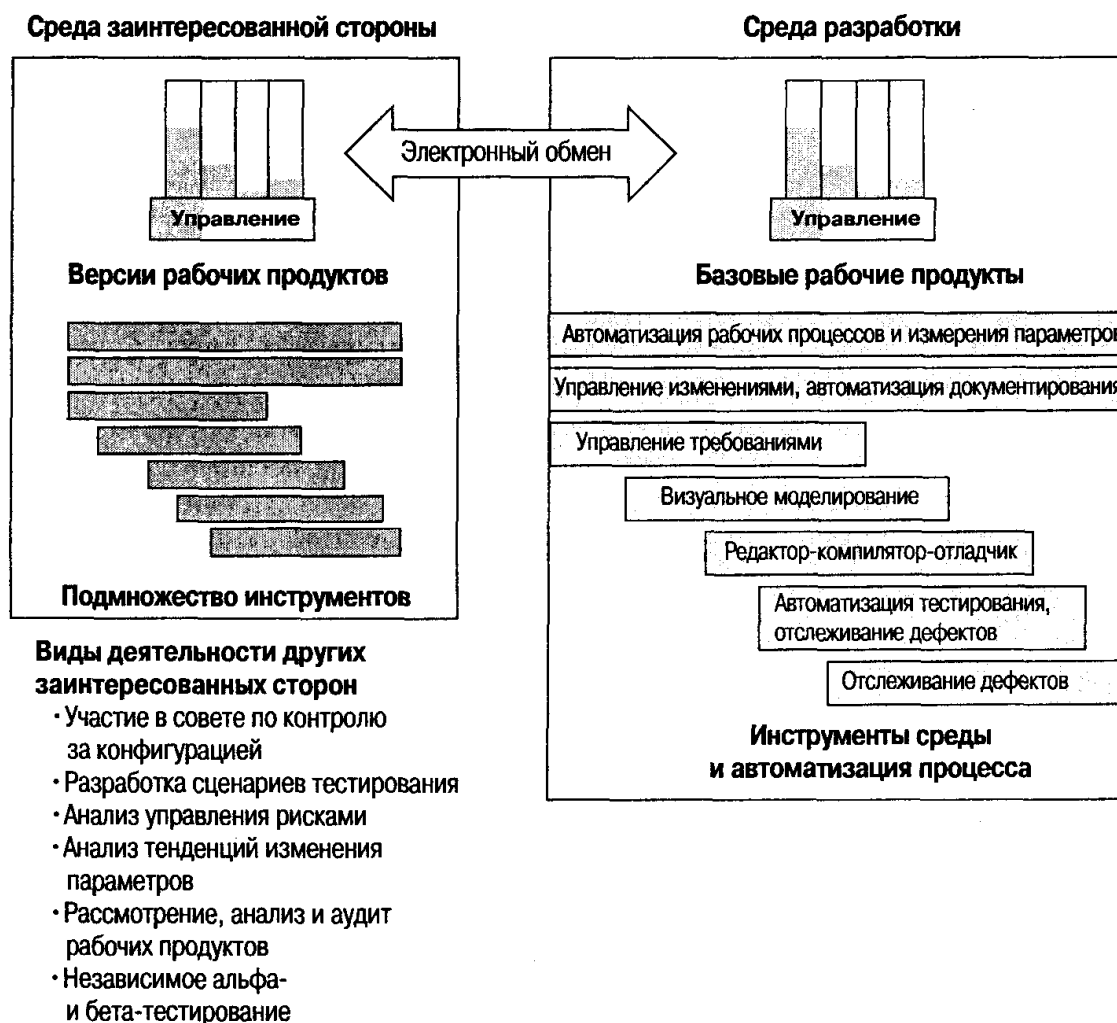 Среда заинтересованной стороны
Среда разработки
Электронный обмен
Управление
Управление
Версии рабочих продуктов
Базовые рабочие продукты
Автоматизация рабочих процессов и измерения параметров
Управление изменениями, автоматизация документирования
Управление требованиями
Визуальное моделирование
Редактор-компилятор-отладчик
Автоматизация тестирования,
отслеживание дефектов
Отслеживание дефектов
Инструменты среды
и автоматизация процесса
Подмножество инструментов
Виды деятельности других
заинтересованных сторон
· Участие в совете по контролю
за конфигурацией
· Разработка сценариев тестирования
· Анализ управления рисками
· Анализ тенденций изменения
параметров
· Рассмотрение, анализ и аудит
рабочих продуктов
· Независимое альфа-
и бета-тестирование